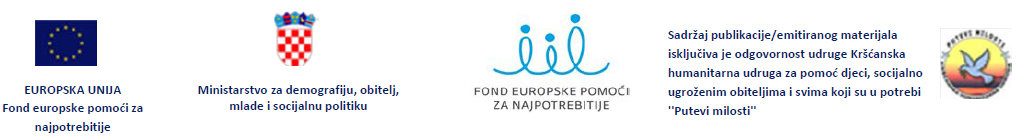 EUROPSKA UNIJA
Fond europske pomoći za
najpotrebitije
Ministarstvo za demografiju, obitelj,
mlade i socijalnu politiku
FOND EUROPSKE POMOĆI
ZA NAJPOTREBITIJE
Sadržaj publikacije/emitiranog materijala
isključiva je odgovornost udruge Kršćanska
humanitarna udruga za pomoć djeci, socijalno
ugroženim obiteljima i svima koji su u potrebi
''Putevi milosti''
PUTEVI MILOSTI